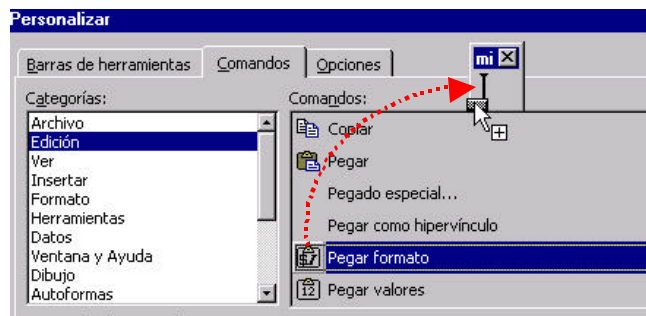 Personalizar
Barras de herramientas Comandos Opciones
mi
Categorías:
Archivo
Edición
Ver
Insertar
Formato
Herramientas
Datos
Ventana y Ayuda
Dibujo
Autoformas
Comandos:
Copiar
Pegar
Pegado especial...
Pegar como hipervínculo
Pegar formato
12 Pegar valores